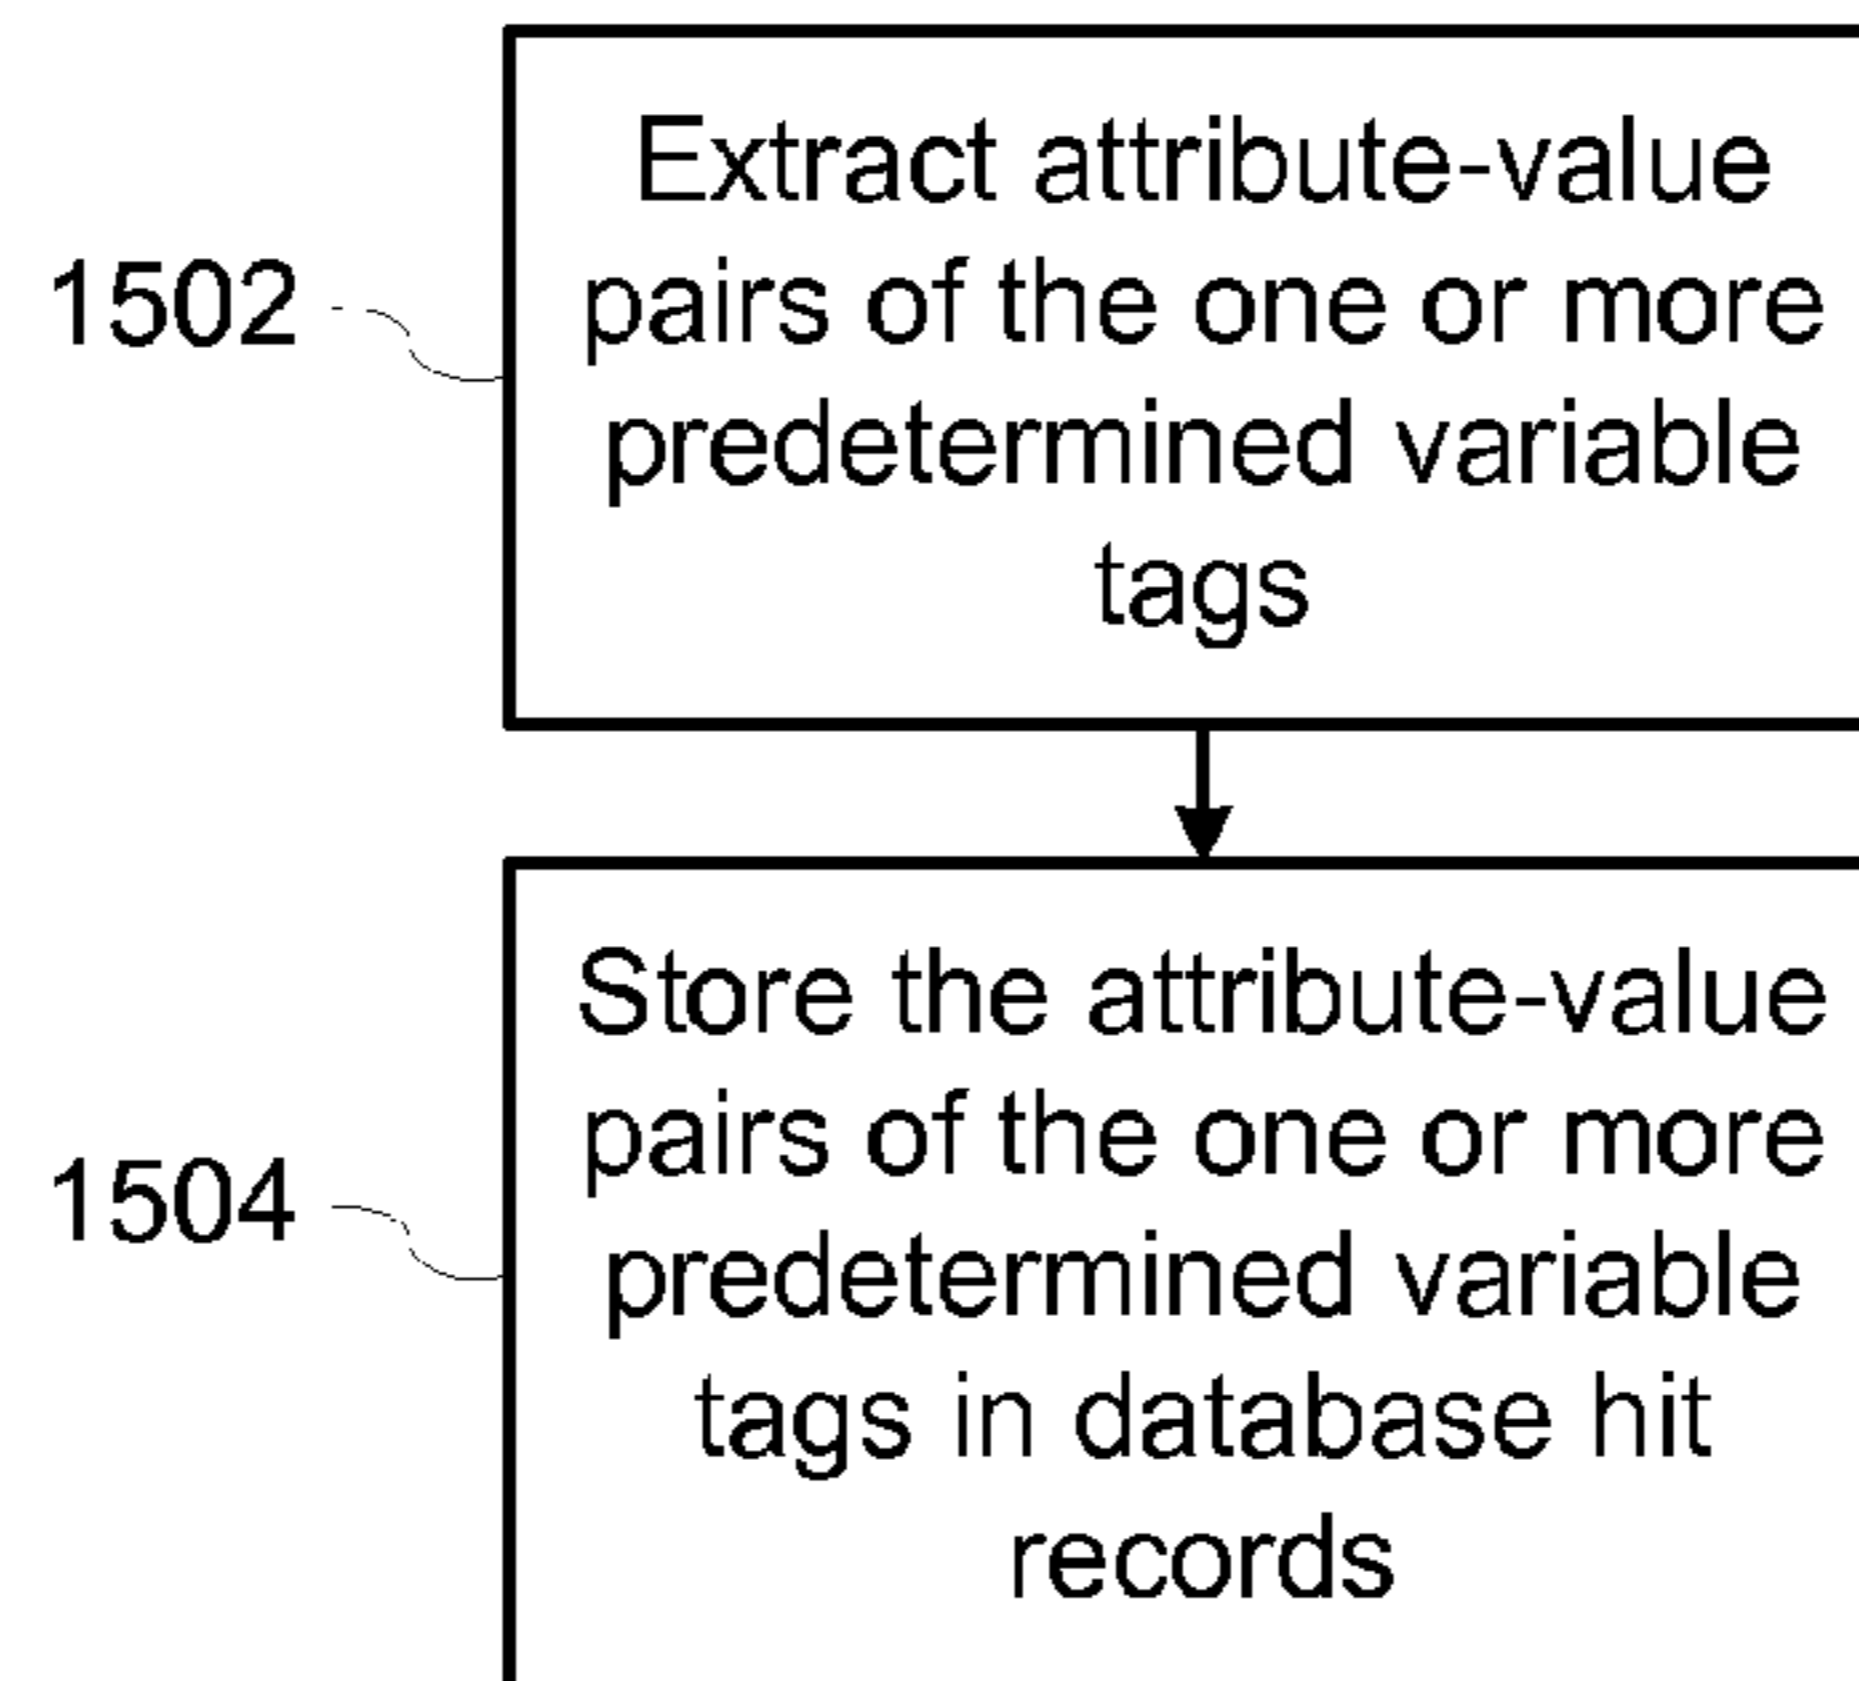 Extract attribute-value
1502
pairs of the one or more
predetermined variable
tags
Store the attribute-value
pairs of the one or more
1504
predetermined variable
tags in database hit
records